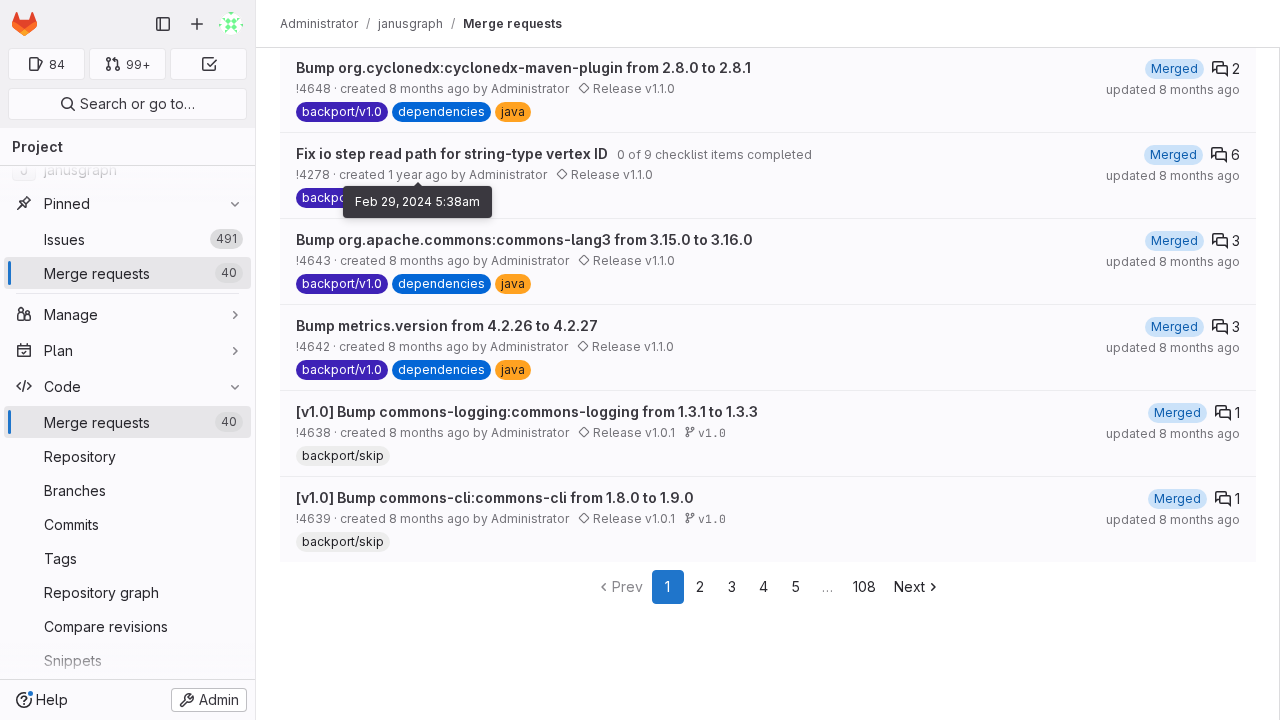 Administrator / janusgraph / Merge requests
84
99+
Search or go to…
Project
janusgraph
Pinned
Issues 491
Merge requests 40
Manage
Plan
Code
Merge requests 40
Repository
Branches
Commits
Tags
Repository graph
Compare revisions
Snippets
Help
Admin
Bump org.cyclonedx:cyclonedx-maven-plugin from 2.8.0 to 2.8.1
Merged 2
!4648 · created 8 months ago by Administrator Release v1.1.0
updated 8 months ago
backport/v1.0 dependencies java
Fix io step read path for string-type vertex ID 0 of 9 checklist items completed
Merged 6
!4278 · created 1 year ago by Administrator Release v1.1.0
updated 8 months ago
backpo
Feb 29, 2024 5:38am
Bump org.apache.commons:commons-lang3 from 3.15.0 to 3.16.0
Merged 3
!4643 · created 8 months ago by Administrator Release v1.1.0
updated 8 months ago
backport/v1.0 dependencies java
Bump metrics.version from 4.2.26 to 4.2.27
Merged 3
!4642 · created 8 months ago by Administrator Release v1.1.0
updated 8 months ago
backport/v1.0 dependencies java
[v1.0] Bump commons-logging:commons-logging from 1.3.1 to 1.3.3
Merged 1
!4638 · created 8 months ago by Administrator Release v1.0.1 v1.0
updated 8 months ago
backport/skip
[v1.0] Bump commons-cli:commons-cli from 1.8.0 to 1.9.0
Merged 1
!4639 · created 8 months ago by Administrator Release v1.0.1 v1.0
updated 8 months ago
backport/skip
Prev 1 2 3 4 5 … 108 Next